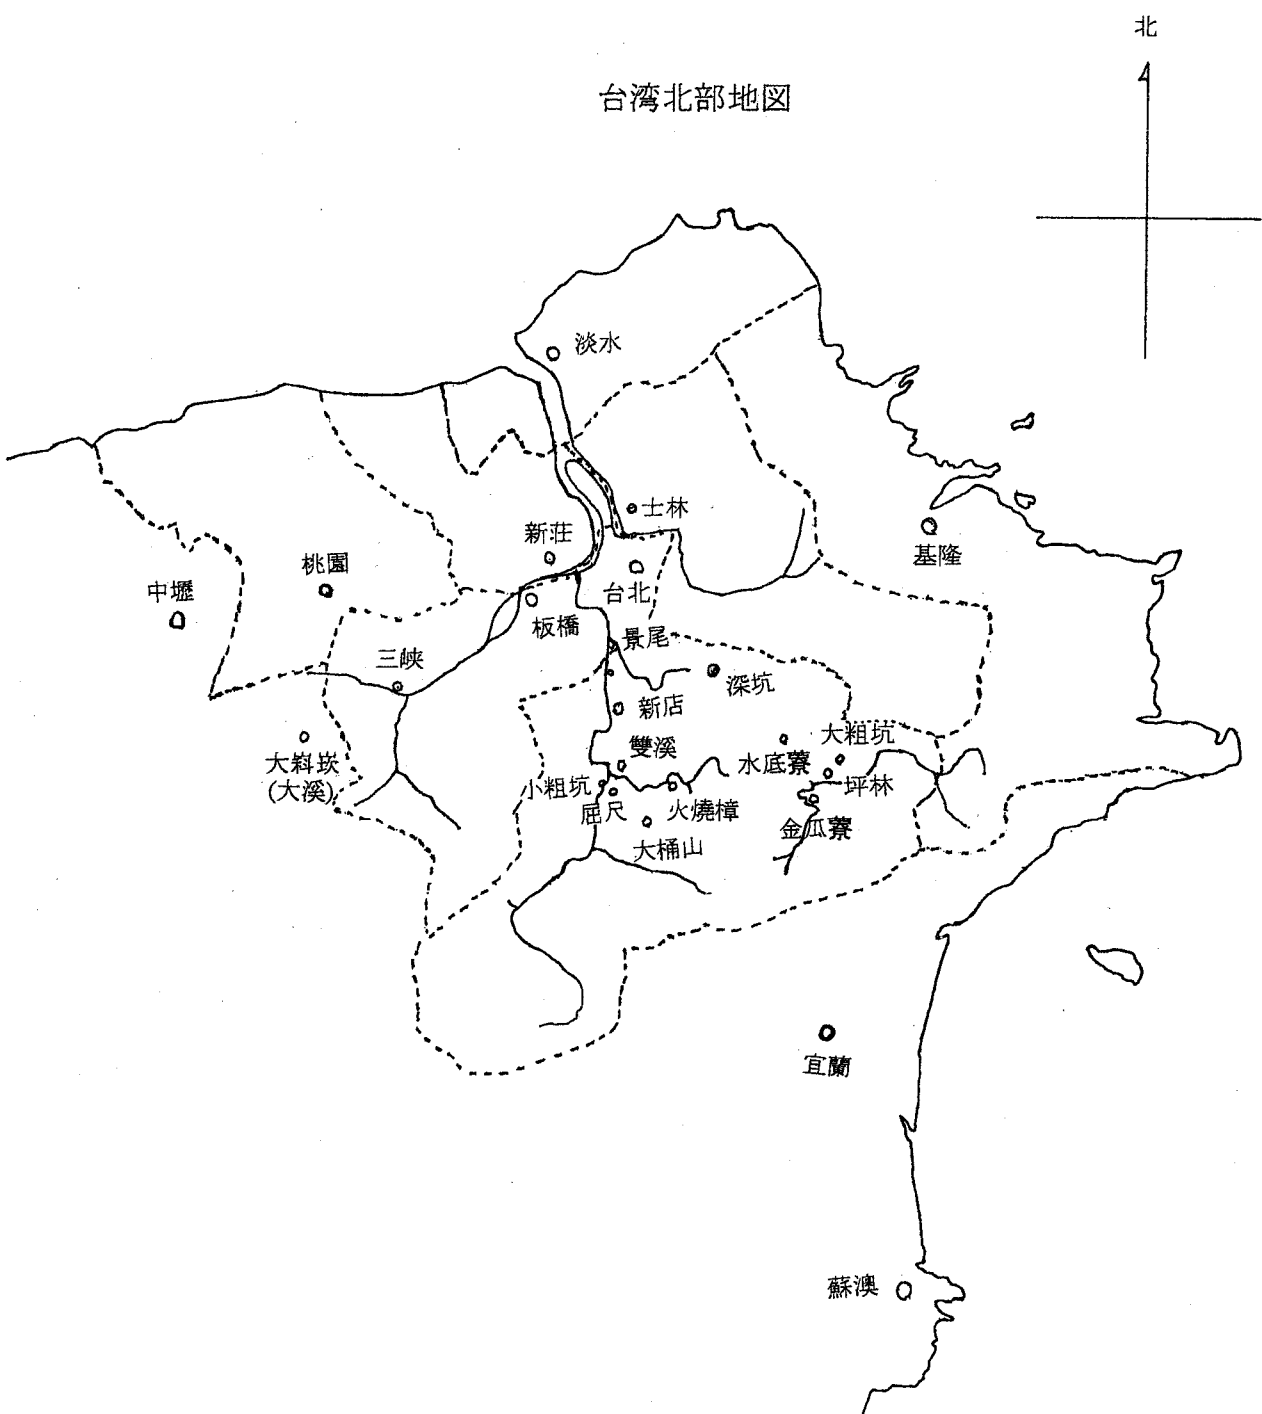 北
台湾北部地図
淡水
士林
新荘
基隆
桃園
台北
中壢
板橋
景尾
三峡
深坑
新店
大粗坑
雙溪
水底藔
大嵙崁
(大溪)
小粗坑
坪林
屈尺
火燒樟
金瓜藔
大桶山
宜蘭
蘇澳